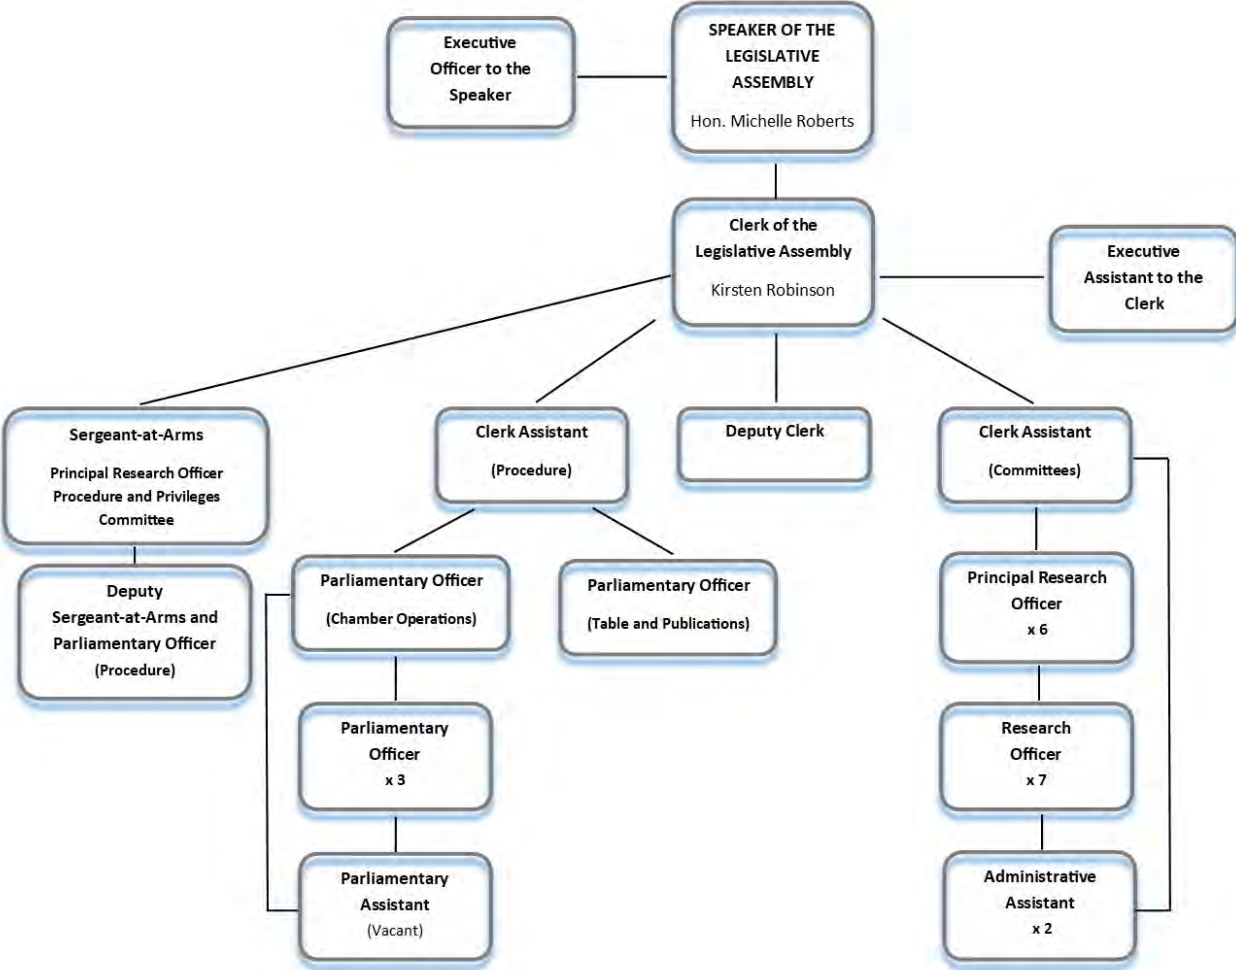 Executive
Officer to the
Speaker
SPEAKER OF THE
LEGISLATIVE
ASSEMBLY
Hon. Michelle Roberts
Clerk of the
Legislative Assembly
Kirsten Robinson
Executive
Assistant to the
Clerk
Sergeant-at-Arms
Principal Research Officer
Procedure and Privileges
Committee
Clerk Assistant
(Procedure)
Deputy Clerk
Clerk Assistant
(Committees)
Deputy
Sergeant-at-Arms and
Parliamentary Officer
(Procedure)
Parliamentary Officer
(Chamber Operations)
Parliamentary Officer
(Table and Publications)
Principal Research
Officer
x 6
Parliamentary
Officer
x 3
Research
Officer
x 7
Parliamentary
Assistant
(Vacant)
Administrative
Assistant
x 2